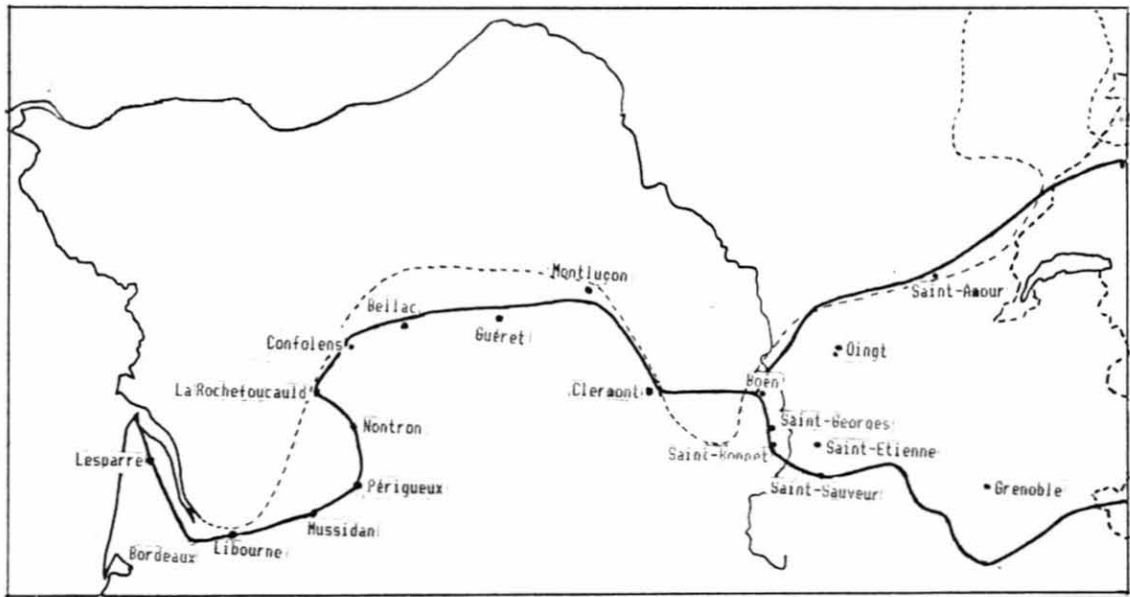 Montluçon
Saint-Amour
Bellac
Guéret
Confolens
Oingt
La Rochefoucauld
Clermont
Boën
Saint-Georges
Nontron
Saint-Bonnet
Saint-Etienne
Lesparre
Saint-Sauveur
Périgueux
Grenoble
Mussidan
Bordeaux
Libourne